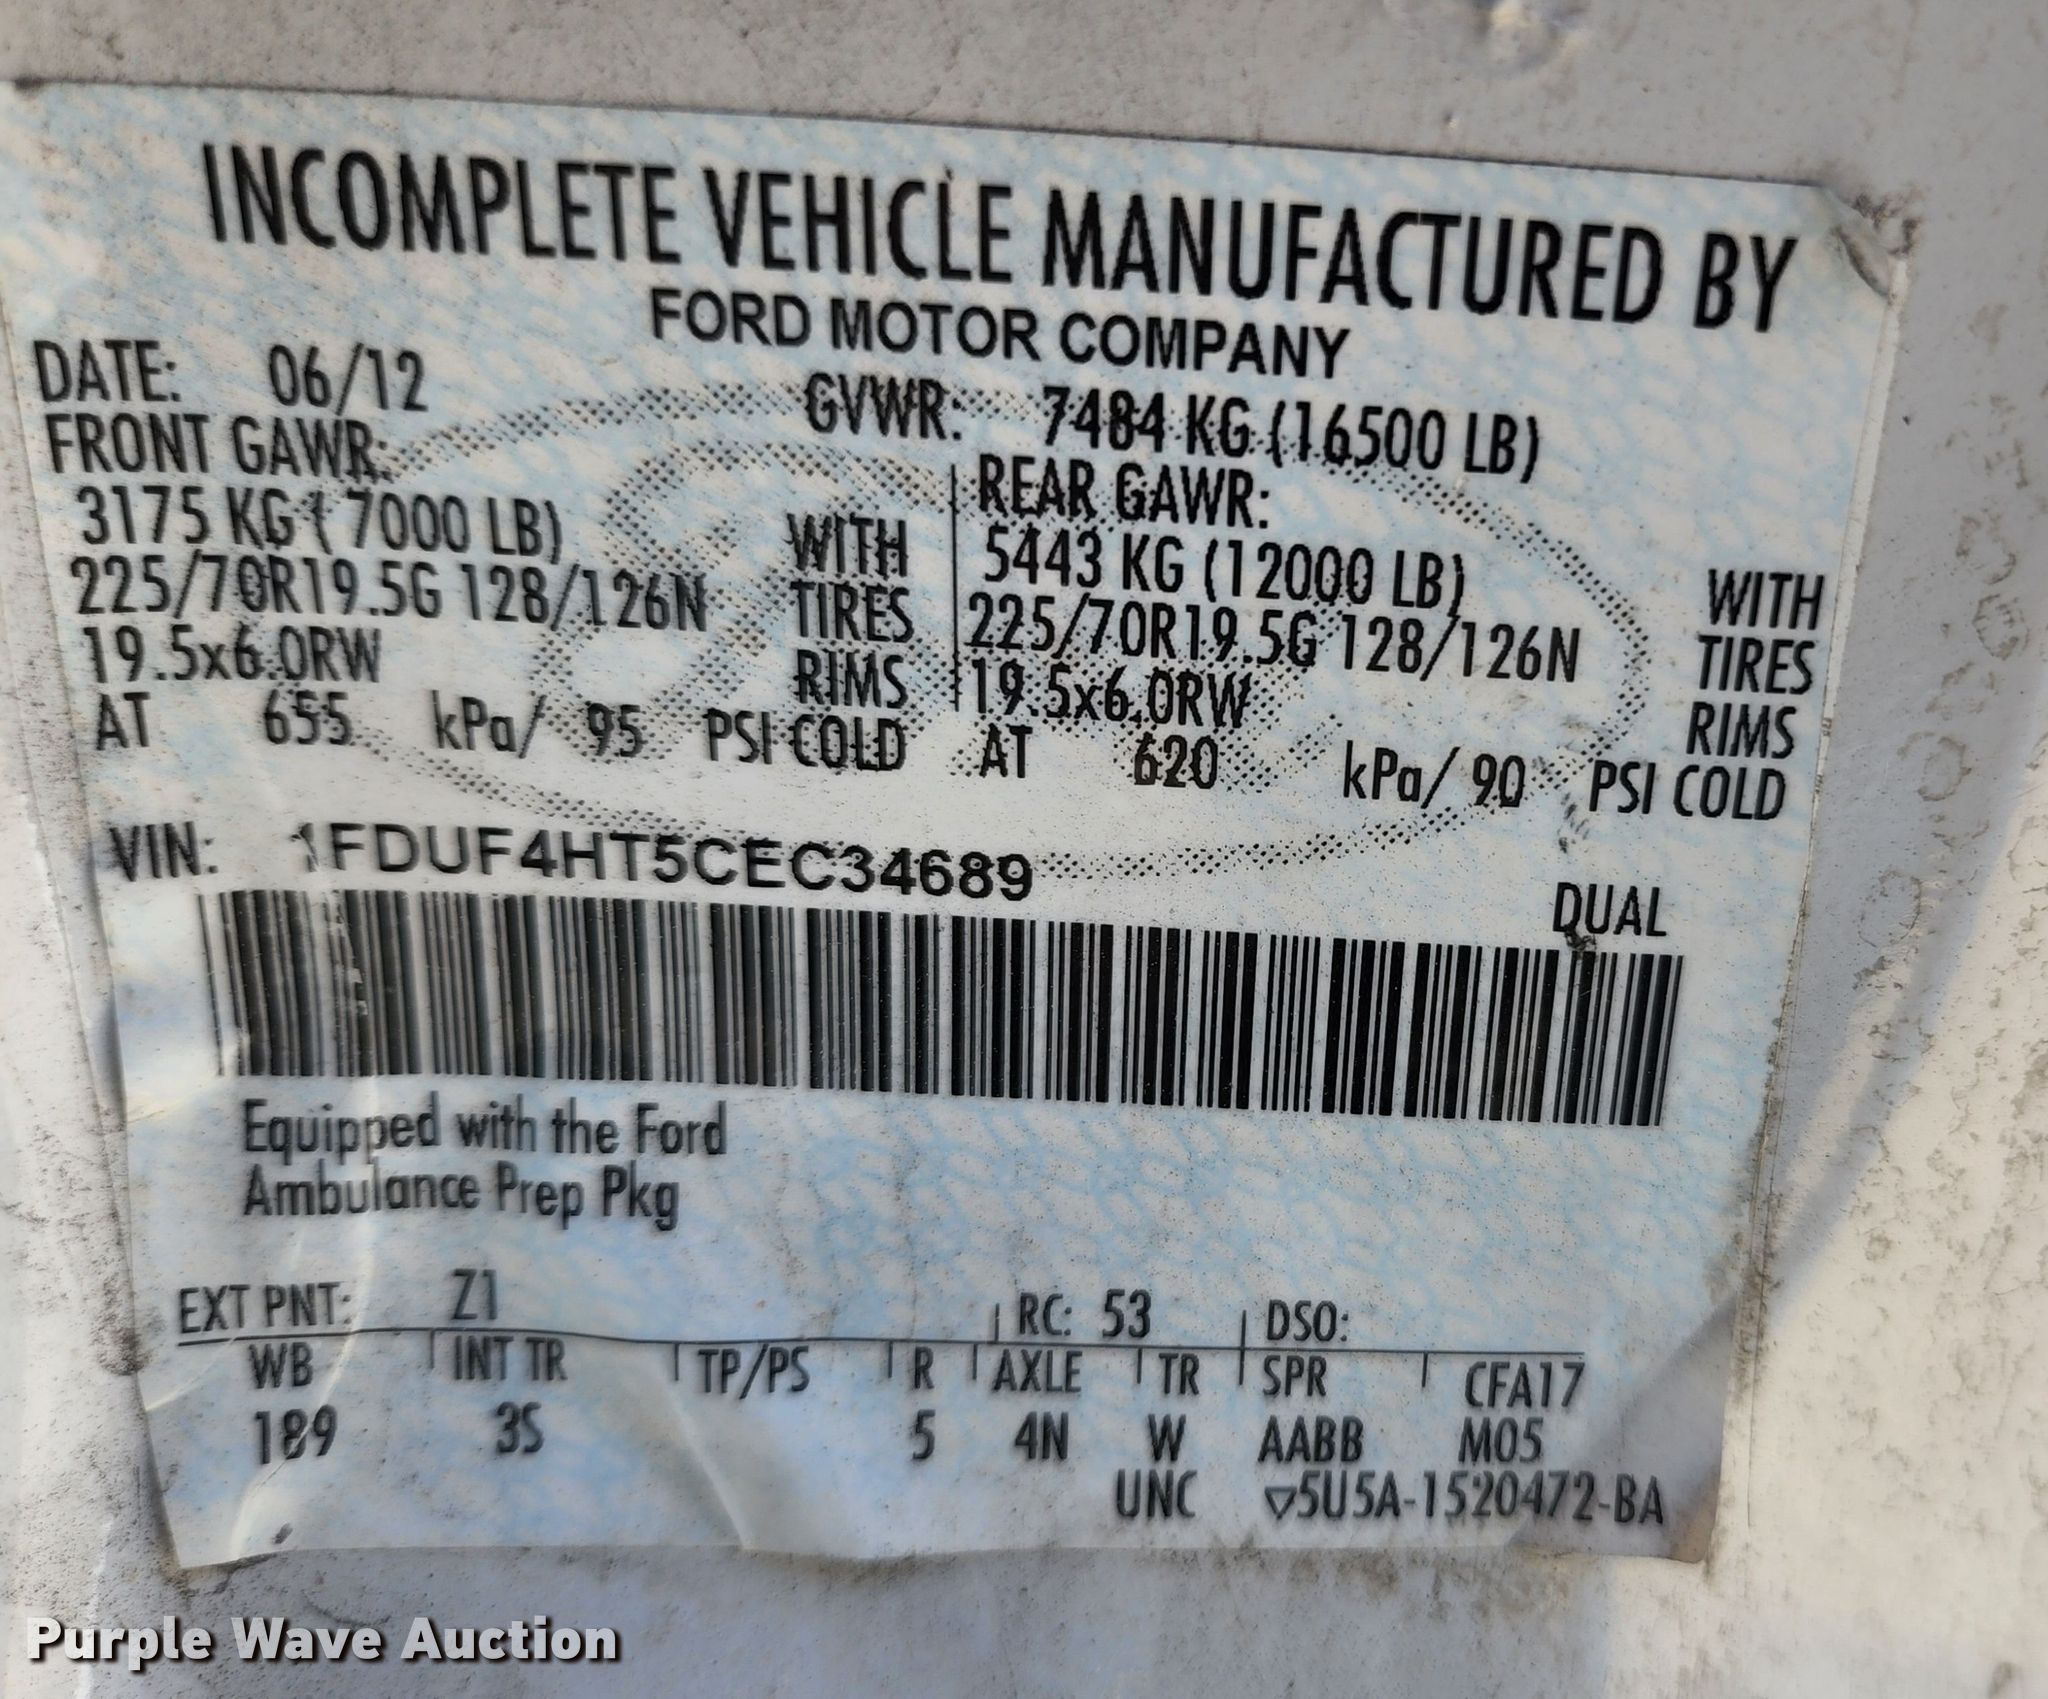 INCOMPLETE VEHICLE MANUFACTURED BY
FORD MOTOR COMPANY
DATE: 06/12 GVWR: 7484 KG (16500 LB)
FRONT GAWR: REAR GAWR:
3175 KG ( 7000 LB) WITH 5443 KG (12000 LB) WITH
225/70R19.5G 128/126N TIRES 225/70R19.5G 128/126N TIRES
19.5x6.0RW RIMS 19.5x6.0RW RIMS
AT 655 kPa/ 95 PSI COLD AT 620 kPa/ 90 PSI COLD
VIN: 1FDUF4HT5CEC34689
DUAL
Equipped with the Ford
Ambulance Prep Pkg
EXT PNT: Z1 RC: 53 DSO:
WB INT TR TP/PS R AXLE TR SPR CFA17
189 3S 5 4N W AABB M05
UNC ▽5U5A-1520472-BA
Purple Wave Auction